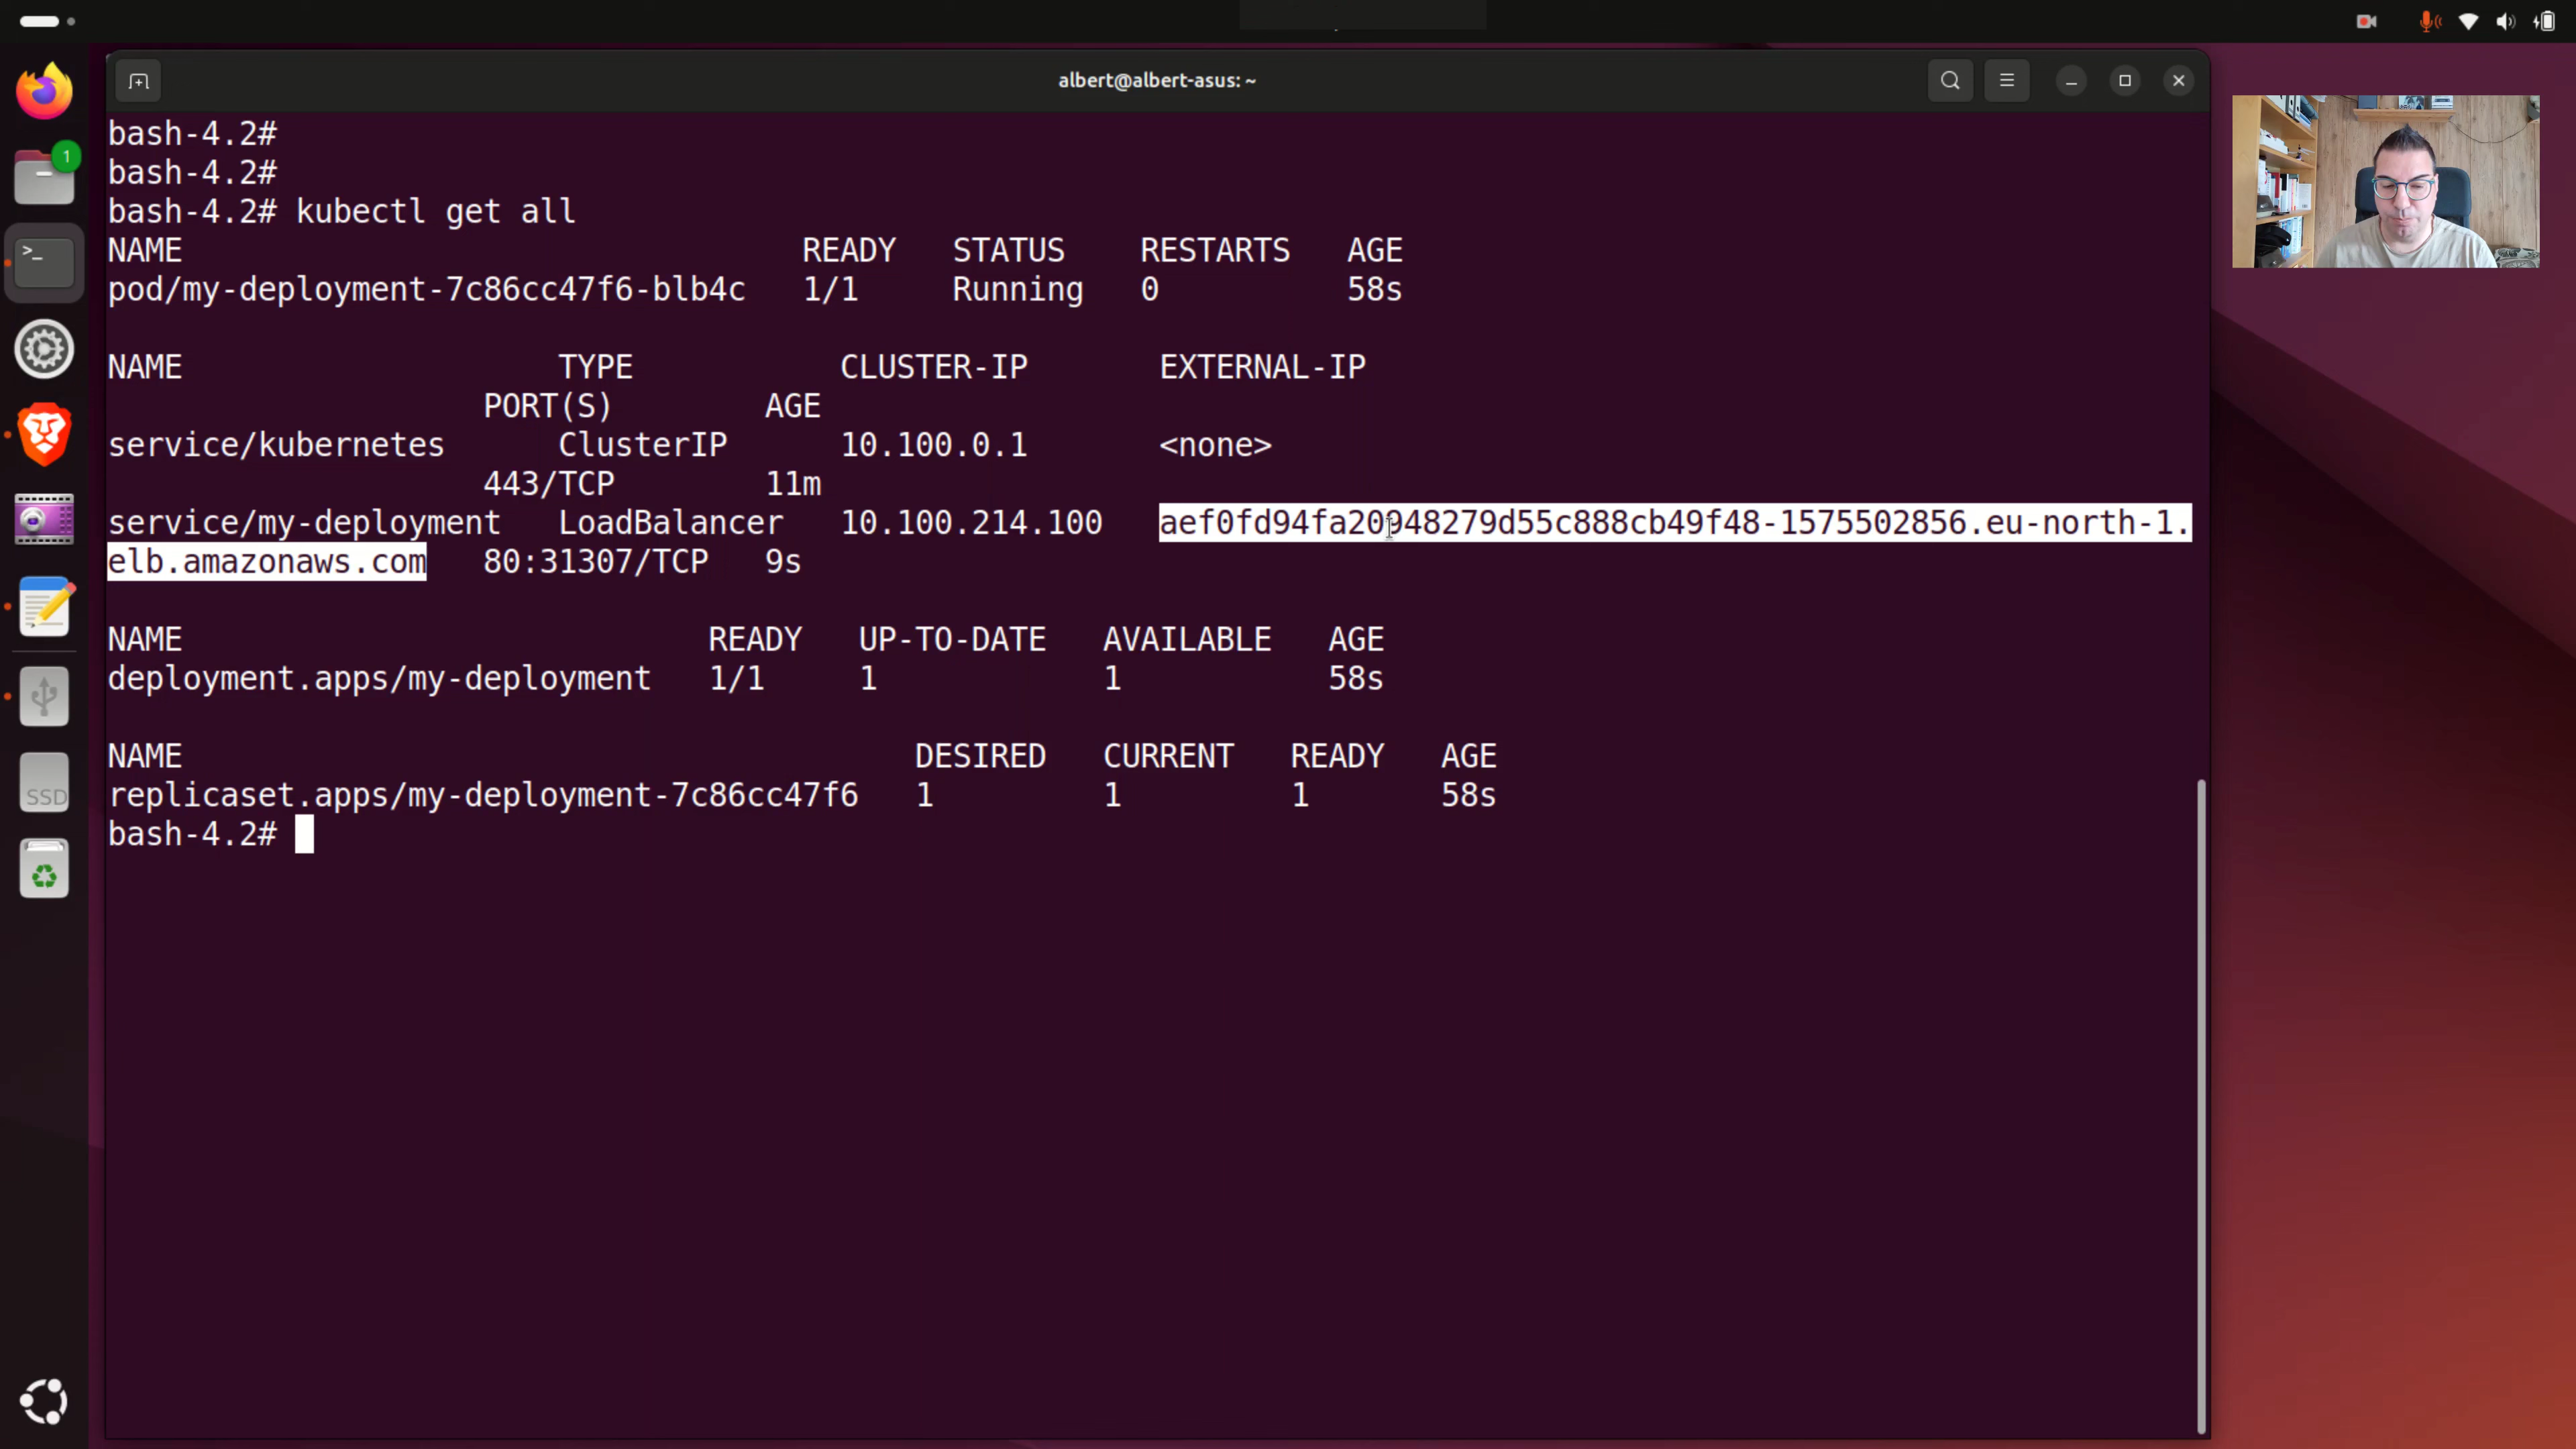 albert@albert-asus: ~
1
bash-4.2#
bash-4.2#
bash-4.2# kubectl get all
NAME READY STATUS RESTARTS AGE
pod/my-deployment-7c86cc47f6-blb4c 1/1 Running 0 58s
NAME TYPE CLUSTER-IP EXTERNAL-IP
PORT(S) AGE
service/kubernetes ClusterIP 10.100.0.1 <none>
443/TCP 11m
service/my-deployment LoadBalancer 10.100.214.100 aef0fd94fa20948279d55c888cb49f48-1575502856.eu-north-1.
elb.amazonaws.com 80:31307/TCP 9s
NAME READY UP-TO-DATE AVAILABLE AGE
deployment.apps/my-deployment 1/1 1 1 58s
NAME DESIRED CURRENT READY AGE
replicaset.apps/my-deployment-7c86cc47f6 1 1 1 58s
bash-4.2#
SSD